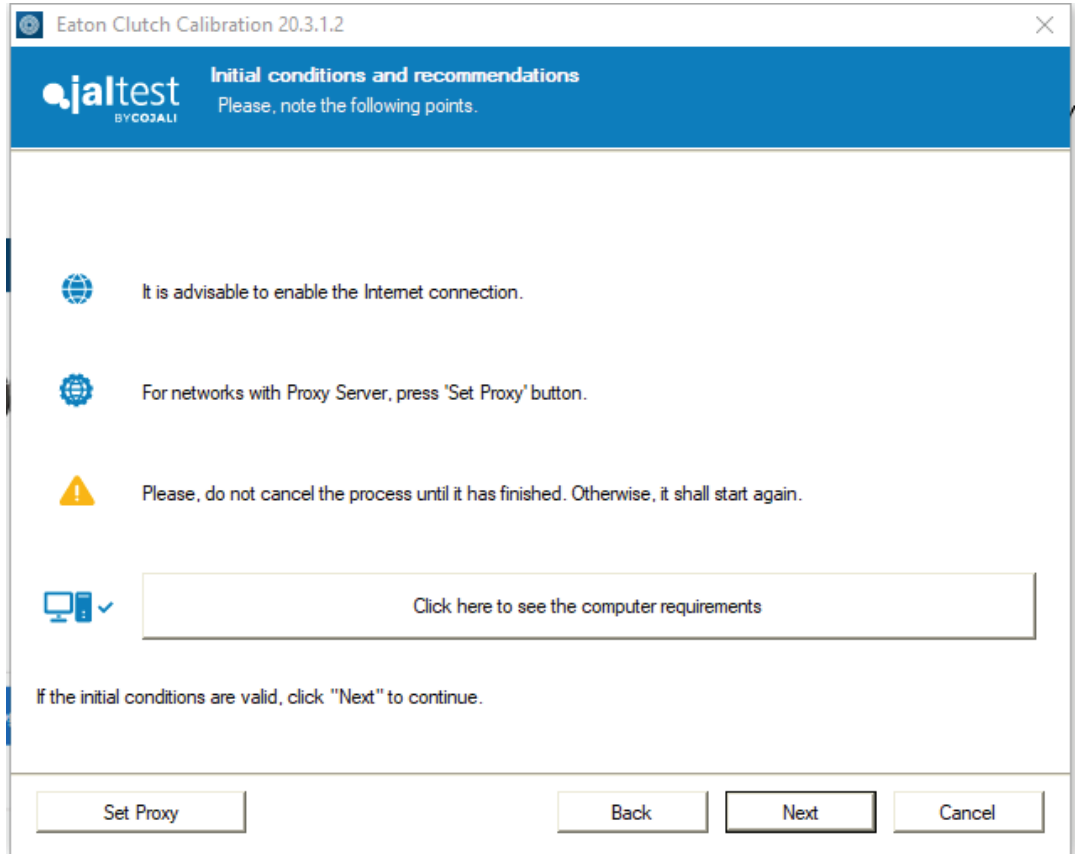 Eaton Clutch Calibration 20.3.1.2
jaltest
BY COJALI
Initial conditions and recommendations
Please, note the following points.
It is advisable to enable the Internet connection.
For networks with Proxy Server, press 'Set Proxy' button.
Please, do not cancel the process until it has finished. Otherwise, it shall start again.
Click here to see the computer requirements
If the initial conditions are valid, click "Next" to continue.
Set Proxy
Back
Next
Cancel